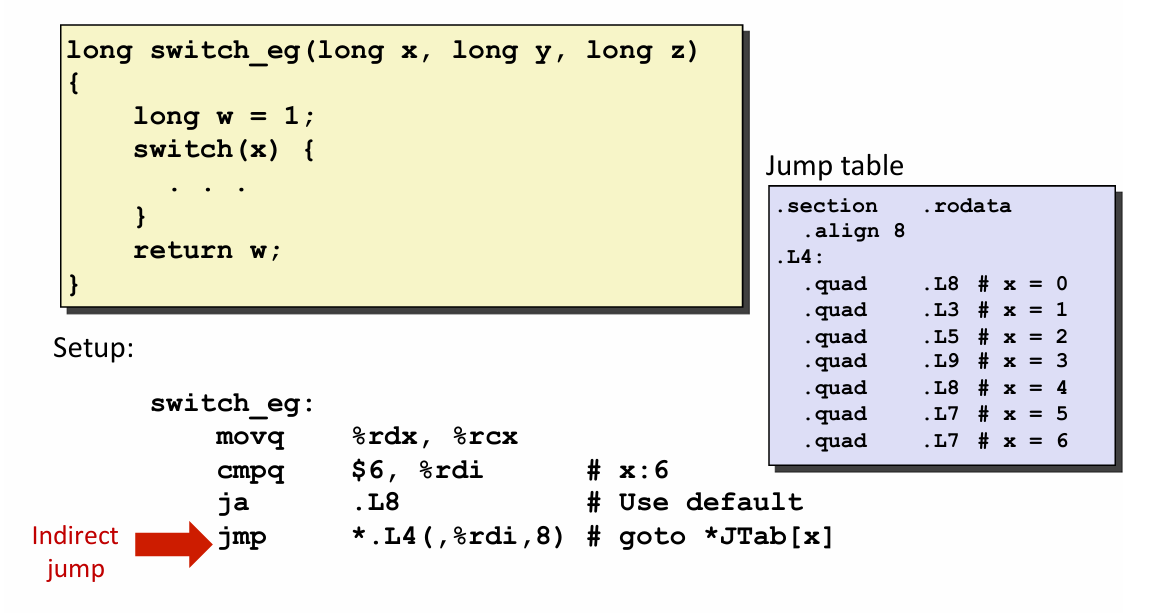 long switch_eg(long x, long y, long z)
{
    long w = 1;
    switch(x) {
      . . .
    }
    return w;
}
Jump table
.section   .rodata
  .align 8
.L4:
  .quad    .L8 # x = 0
  .quad    .L3 # x = 1
  .quad    .L5 # x = 2
  .quad    .L9 # x = 3
  .quad    .L8 # x = 4
  .quad    .L7 # x = 5
  .quad    .L7 # x = 6
Setup:
switch_eg:
    movq    %rdx, %rcx
    cmpq    $6, %rdi      # x:6
    ja      .L8           # Use default
    jmp     *.L4(,%rdi,8) # goto *JTab[x]
Indirect
jump